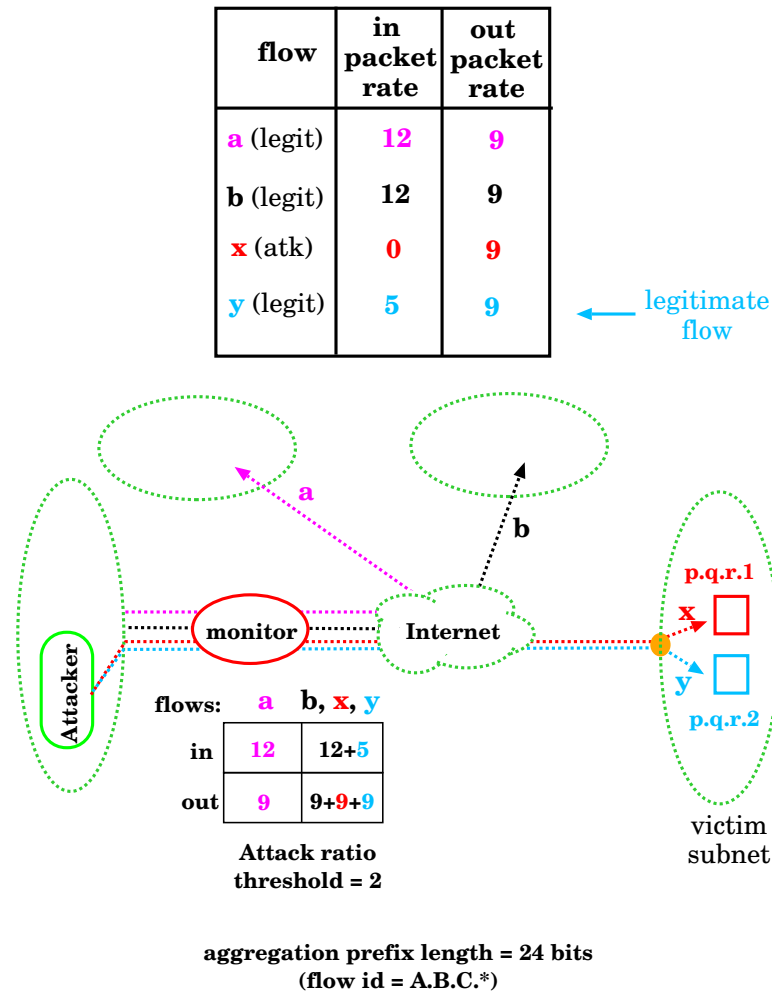 flow
in packet rate
out packet rate
a (legit) 12 9
b (legit) 12 9
x (atk) 0 9
y (legit) 5 9
legitimate
flow
a
b
p.q.r.1
x
monitor
Internet
Attacker
y
p.q.r.2
flows: a b, x, y
in 12 12+5
out 9 9+9+9
victim
subnet
Attack ratio
threshold = 2
aggregation prefix length = 24 bits
(flow id = A.B.C.*)